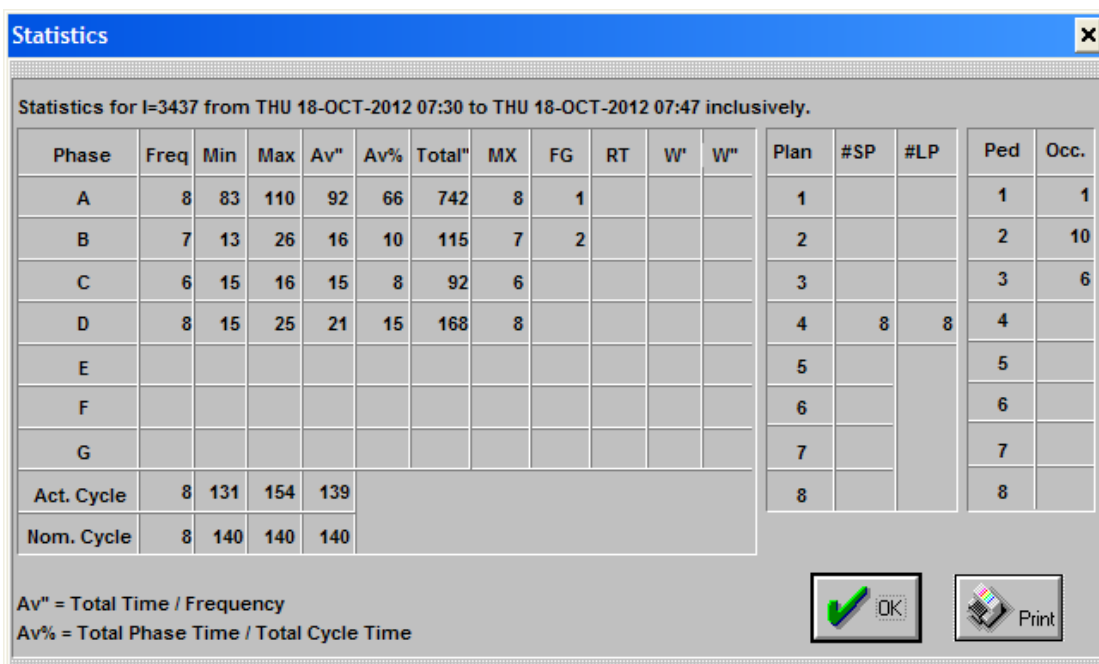 Statistics
Statistics for I=3437 from THU 18-OCT-2012 07:30 to THU 18-OCT-2012 07:47 inclusively.
Phase Freq Min Max Av" Av% Total" MX FG RT W' W" Plan #SP #LP Ped Occ.
A 8 83 110 92 66 742 8 1 1 1 1
B 7 13 26 16 10 115 7 2 2 2 10
C 6 15 16 15 8 92 6 3 3 6
D 8 15 25 21 15 168 8 4 8 8 4
E 5 5
F 6 6
G 7 7
Act. Cycle 8 131 154 139 8 8
Nom. Cycle 8 140 140 140
Av" = Total Time / Frequency
Av% = Total Phase Time / Total Cycle Time
OK Print